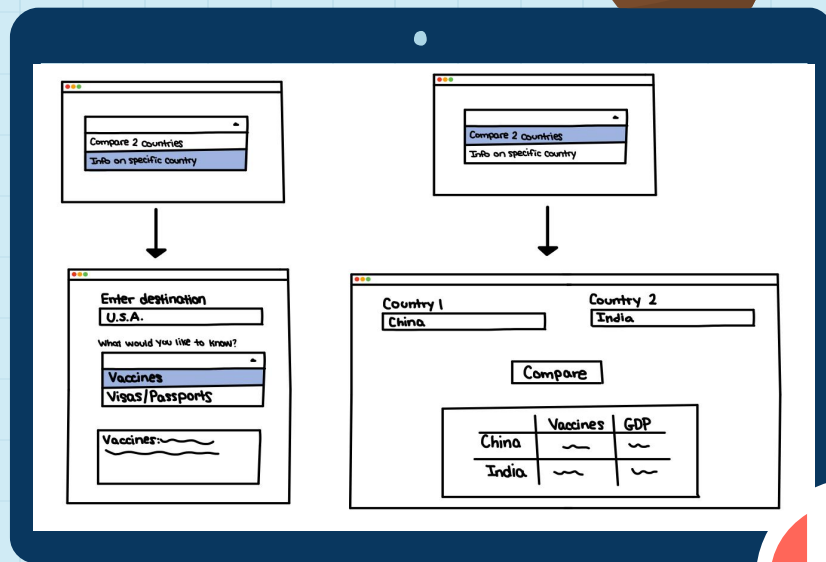 Compare 2 countries
Info on specific country
Enter destination
U.S.A.
What would you like to know?
Vaccines
Visas/Passports
Vaccines:
Compare 2 countries
Info on specific country
Country 1
China
Country 2
India
Compare
Vaccines GDP
China
India